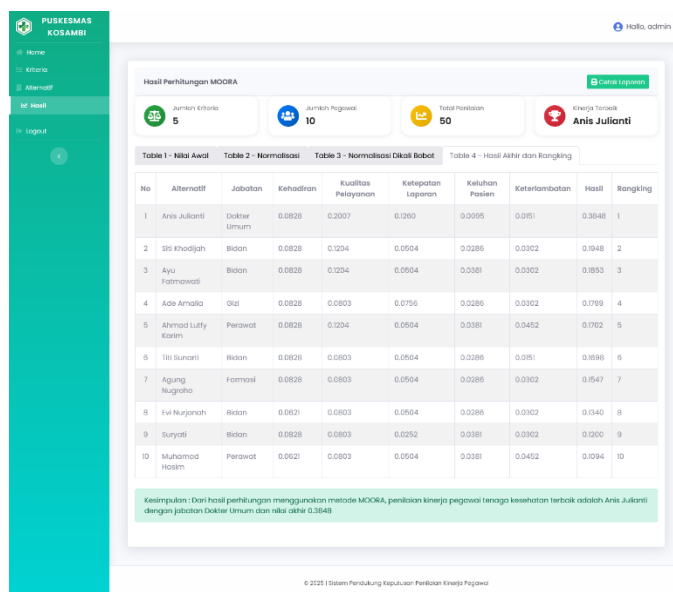 PUSKESMAS
KOSAMBI
Hallo, admin
Home
Kriteria
Alternatif
Hasil
Logout
Hasil Perhitungan MOORA
Cetak Laporan
Jumlah Kriteria
5
Jumlah Pegawai
10
Total Penilaian
50
Kinerja Terbaik
Anis Julianti
Table 1 - Nilai Awal Table 2 - Normalisasi Table 3 - Normalisasi Dikali Bobot Table 4 - Hasil Akhir dan Rangking
No Alternatif Jabatan Kehadiran Kualitas Pelayanan Ketepatan Laporan Keluhan Pasien Keterlambatan Hasil Rangking
1 Anis Julianti Dokter Umum 0.0828 0.2007 0.1260 0.0095 0.0151 0.3848 1
2 Siti Khodijah Bidan 0.0828 0.1204 0.0504 0.0286 0.0302 0.1948 2
3 Ayu Fatmawati Bidan 0.0828 0.1204 0.0504 0.0381 0.0302 0.1853 3
4 Ade Amalia Gizi 0.0828 0.0803 0.0756 0.0286 0.0302 0.1799 4
5 Ahmad Lutfy Karim Perawat 0.0828 0.1204 0.0504 0.0381 0.0452 0.1702 5
6 Titi Sunarti Bidan 0.0828 0.0803 0.0504 0.0286 0.0151 0.1698 6
7 Agung Nugroho Formasi 0.0828 0.0803 0.0504 0.0286 0.0302 0.1547 7
8 Evi Nurjanah Bidan 0.0621 0.0803 0.0504 0.0286 0.0302 0.1340 8
9 Suryati Bidan 0.0828 0.0803 0.0252 0.0381 0.0302 0.1200 9
10 Muhamad Hasim Perawat 0.0621 0.0803 0.0504 0.0381 0.0452 0.1094 10
Kesimpulan : Dari hasil perhitungan menggunakan metode MOORA, penilaian kinerja pegawai tenaga kesehatan terbaik adalah Anis Julianti
dengan jabatan Dokter Umum dan nilai akhir 0.3848
© 2025 | Sistem Pendukung Keputusan Penilaian Kinerja Pegawai